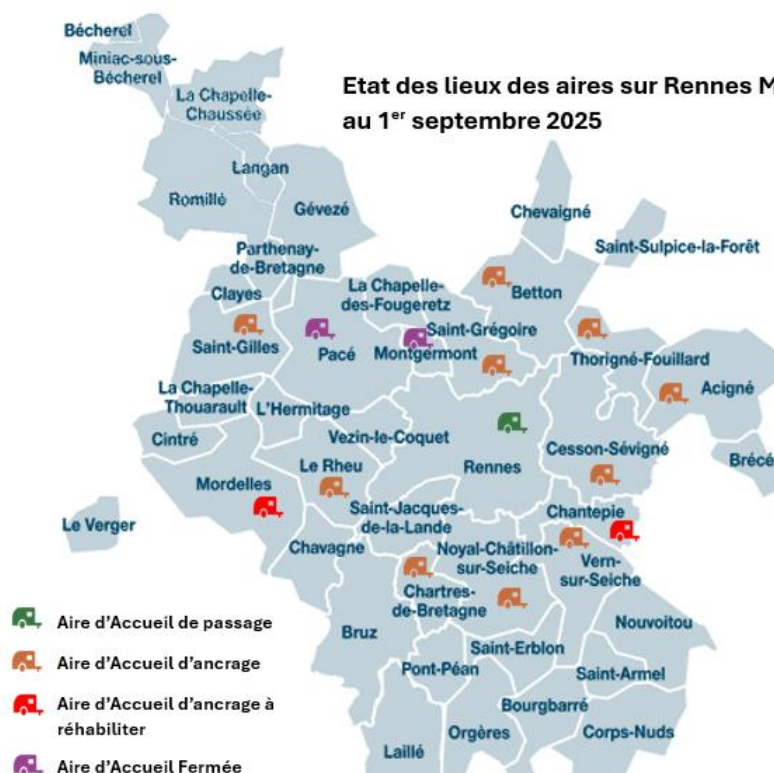 Bécherel
Miniac-sous-
Bécherel
La Chapelle-
Chaussée
Etat des lieux des aires sur Rennes M
au 1er septembre 2025
Langan
Romillé
Gévezé
Chevaigné
Saint-Sulpice-la-Forêt
Parthenay-
de-Bretagne
Clayes
La Chapelle-
des-Fougeretz
Betton
Saint-Grégoire
Saint-Gilles
Pacé
Montgermont
Thorigné-Fouillard
Acigné
La Chapelle-
Thouarault
L'Hermitage
Cintré
Vezin-le-Coquet
Cesson-Sévigné
Brécé
Le Rheu
Rennes
Mordelles
Saint-Jacques-
de-la-Lande
Chantepie
Le Verger
Chavagne
Noyal-Châtillon-
sur-Seiche
Vern-
sur-Seiche
Chartres-
de-Bretagne
Bruz
Nouvoitou
Saint-Erblon
Pont-Péan
Saint-Armel
Bourgbarré
Orgères
Corps-Nuds
Laillé
Aire d'Accueil de passage
Aire d'Accueil d'ancrage
Aire d'Accueil d'ancrage à
réhabiliter
Aire d'Accueil Fermée